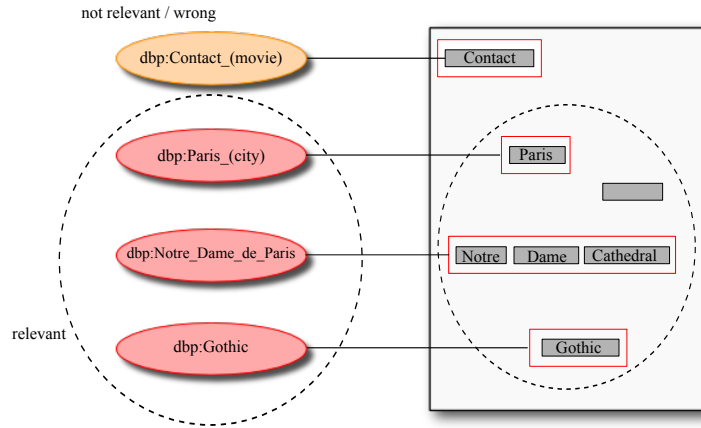 not relevant / wrong
dbp:Contact_(movie)
Contact
dbp:Paris_(city)
Paris
dbp:Notre_Dame_de_Paris
Notre Dame Cathedral
relevant
dbp:Gothic
Gothic